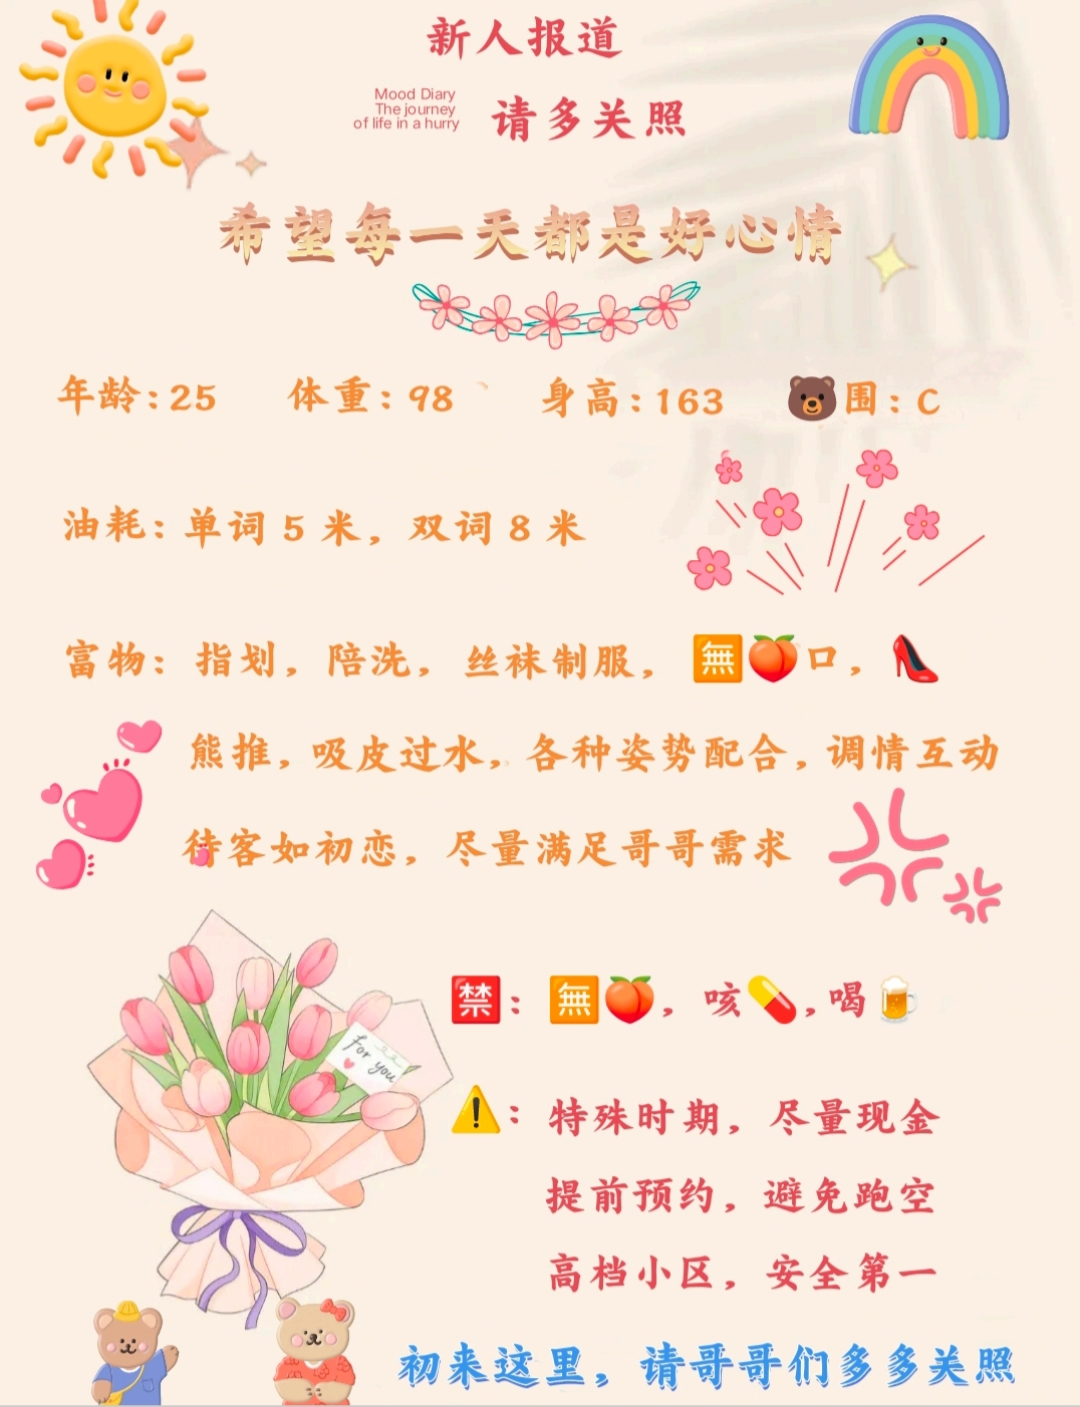 新人报道
Mood Diary
The journey
of life in a hurry
请多关照
希望每一天都是好心情
年龄:25 体重:98 身高:163 🐻围:C
油耗:单词5米，双词8米
富物:指划，陪洗，丝袜制服，🈚🍑口，👠
熊推，吸皮过水，各种姿势配合，调情互动
待客如初恋，尽量满足哥哥需求
for you
🈲:🈚🍑，咳💊，喝🍺
⚠️:特殊时期，尽量现金
提前预约，避免跑空
高档小区，安全第一
初来这里，请哥哥们多多关照